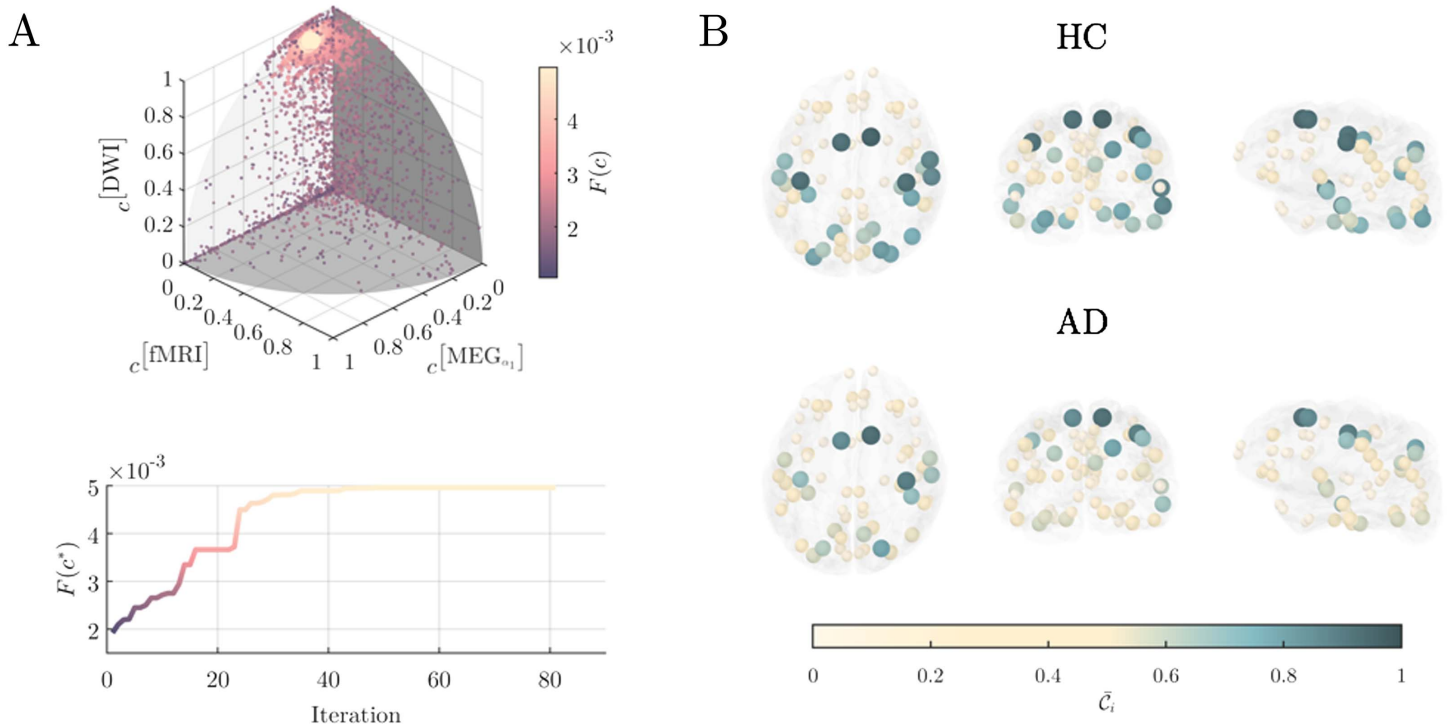 A
×10⁻³
1
0.8
0.6
0.4
0.2
0
c[DWI]
4
3
2
F(c)
0
0.2
0.4
0.6
0.8
1
c[fMRI]
0
0.2
0.4
0.6
0.8
1
c[MEGα₁]
×10⁻³
5
4
3
2
F(c*)
0 20 40 60 80
Iteration
B
HC
AD
0 0.2 0.4 0.6 0.8 1
C̄ᵢ